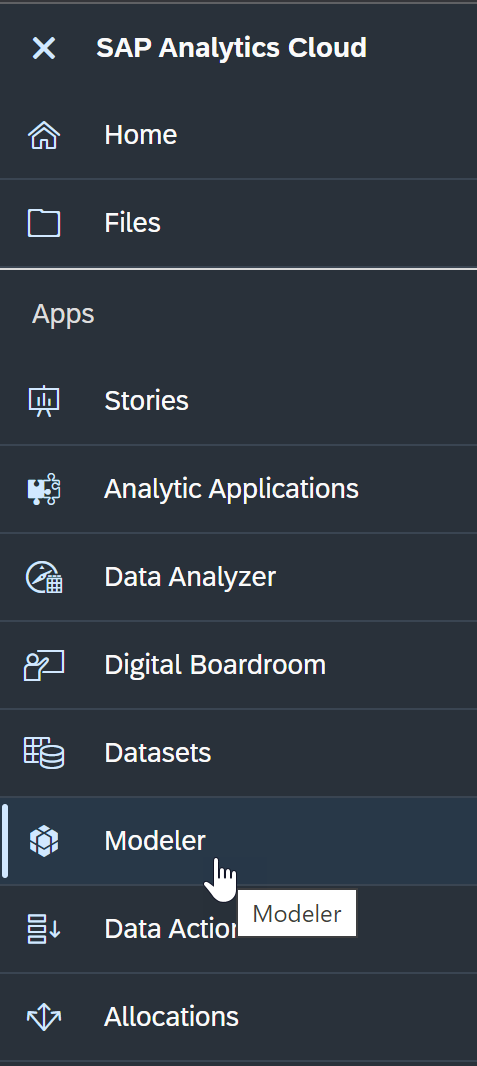 SAP Analytics Cloud
Home
Files
Apps
Stories
Analytic Applications
Data Analyzer
Digital Boardroom
Datasets
Modeler
Modeler
Data Action
Allocations